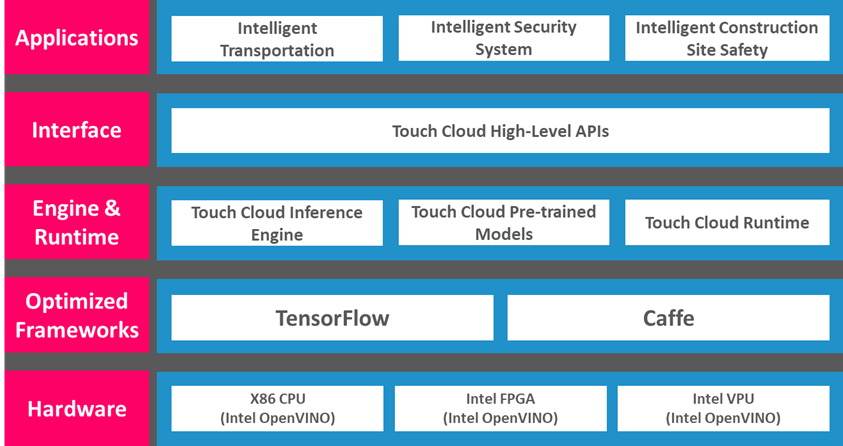 Applications
Intelligent
Transportation
Intelligent Security
System
Intelligent Construction
Site Safety
Interface
Touch Cloud High-Level APIs
Engine &
Runtime
Touch Cloud Inference
Engine
Touch Cloud Pre-trained
Models
Touch Cloud Runtime
Optimized
Frameworks
TensorFlow
Caffe
Hardware
X86 CPU
(Intel OpenVINO)
Intel FPGA
(Intel OpenVINO)
Intel VPU
(Intel OpenVINO)